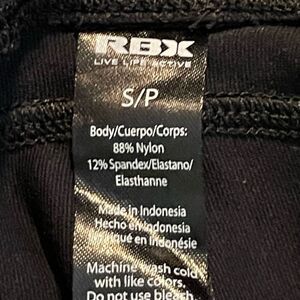 RBX
LIVE LIFE ACTIVE
S/P
Body/Cuerpo/Corps:
88% Nylon
12% Spandex/Elastano/
Elasthanne
Made in Indonesia
Hecho en Indonesia
en Indonésie
Machine wash cold
with like colors.
Do not use bleach